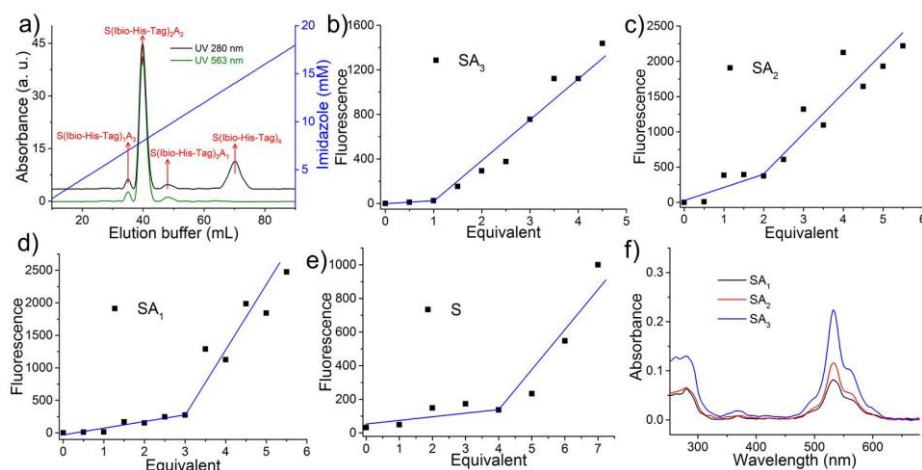 a)
S(Ibio-His-Tag)₂A₂
UV 280 nm
UV 563 nm
S(Ibio-His-Tag)₁A₃
S(Ibio-His-Tag)₂A₁
S(Ibio-His-Tag)₄
Absorbance (a. u.)
45
30
15
0
20 40 60 80
Elution buffer (mL)
20
15
10
5
0
Imidazole (mM)
b)
SA₃
Fluorescence
1600
1200
800
400
0
0 1 2 3 4 5
Equivalent
c)
SA₂
Fluorescence
2500
2000
1500
1000
500
0
0 1 2 3 4 5 6
Equivalent
d)
SA₁
Fluorescence
2500
2000
1500
1000
500
0
0 1 2 3 4 5 6
Equivalent
e)
S
Fluorescence
1000
800
600
400
200
0
0 1 2 3 4 5 6 7
Equivalent
f)
SA₁
SA₂
SA₃
Absorbance
0.3
0.2
0.1
0.0
300 400 500 600
Wavelength (nm)